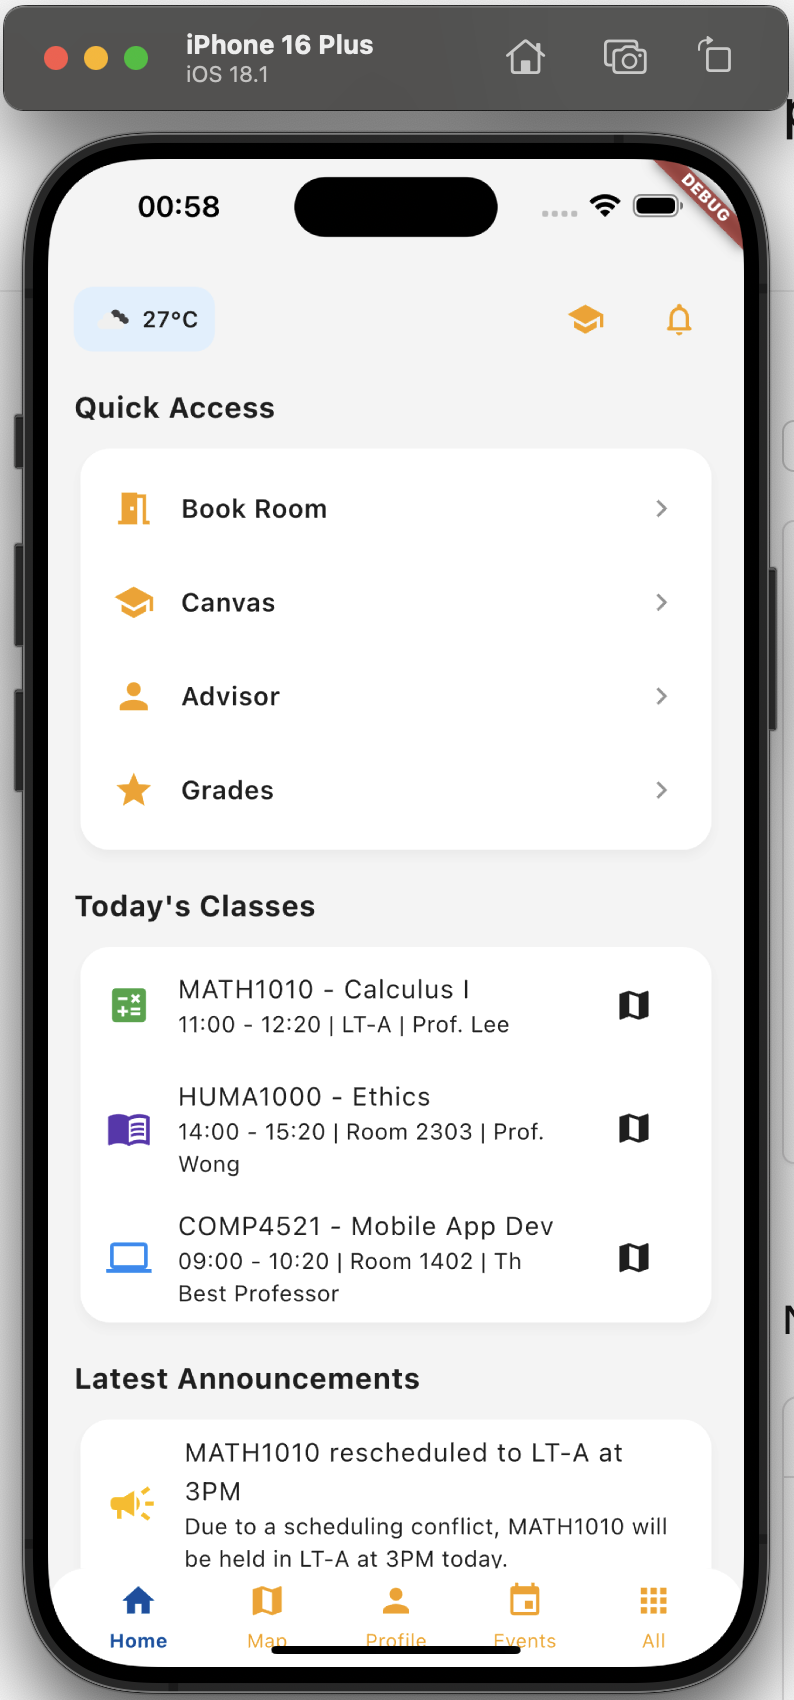 iPhone 16 Plus
iOS 18.1
00:58
DEBUG
27°C
Quick Access
Book Room
Canvas
Advisor
Grades
Today's Classes
MATH1010 - Calculus I
11:00 - 12:20 | LT-A | Prof. Lee
HUMA1000 - Ethics
14:00 - 15:20 | Room 2303 | Prof.
Wong
COMP4521 - Mobile App Dev
09:00 - 10:20 | Room 1402 | Th
Best Professor
Latest Announcements
MATH1010 rescheduled to LT-A at
3PM
Due to a scheduling conflict, MATH1010 will
be held in LT-A at 3PM today.
Home
Map
Profile
Events
All